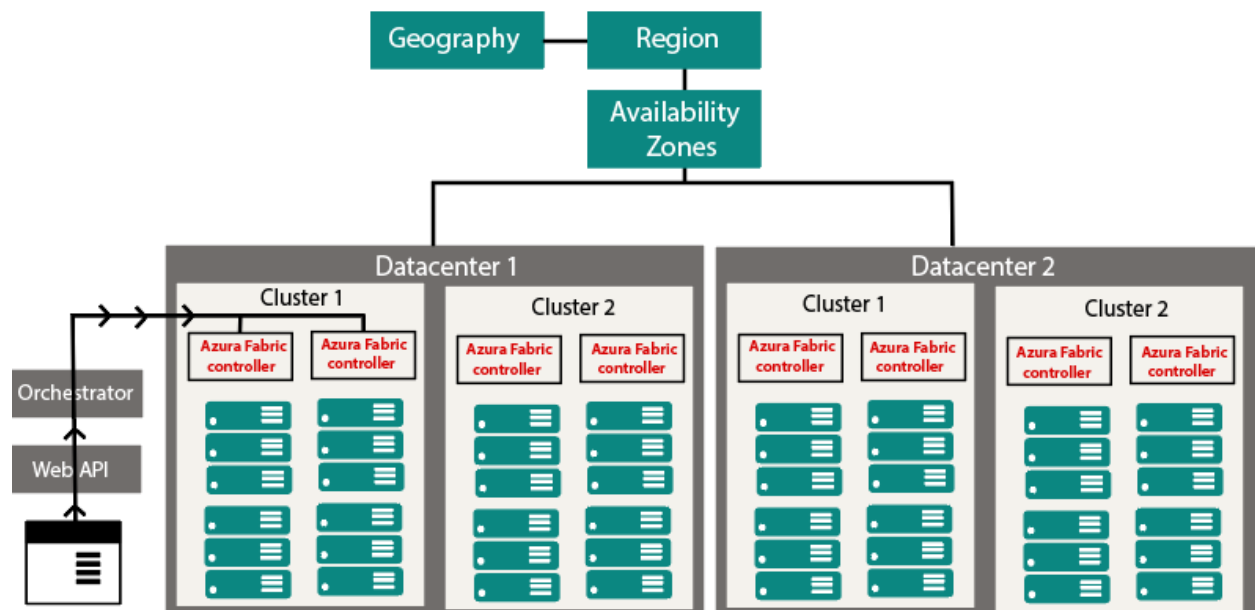 Geography
Region
Availability
Zones
Datacenter 1
Datacenter 2
Cluster 1
Cluster 2
Cluster 1
Cluster 2
Azura Fabric
controller
Azura Fabric
controller
Azura Fabric
controller
Azura Fabric
controller
Azura Fabric
controller
Azura Fabric
controller
Azura Fabric
controller
Azura Fabric
controller
Orchestrator
Web API